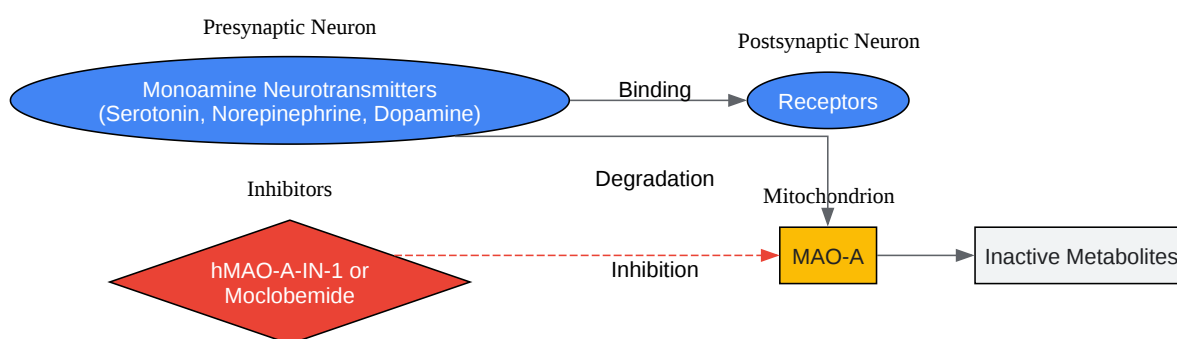 Presynaptic Neuron
Postsynaptic Neuron
Monoamine Neurotransmitters
(Serotonin, Norepinephrine, Dopamine)
Binding
Receptors
Degradation
Inhibitors
Mitochondrion
hMAO-A-IN-1 or
Moclobemide
Inhibition
MAO-A
Inactive Metabolites